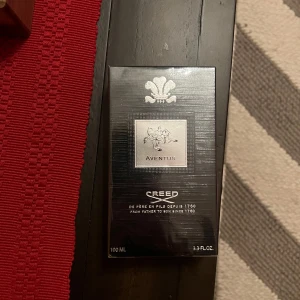 AVENTUS
CREED
DE PÈRE EN FILS DEPUIS 1760
FROM FATHER TO SON SINCE 1760
100 ML
3.3 FL.OZ.